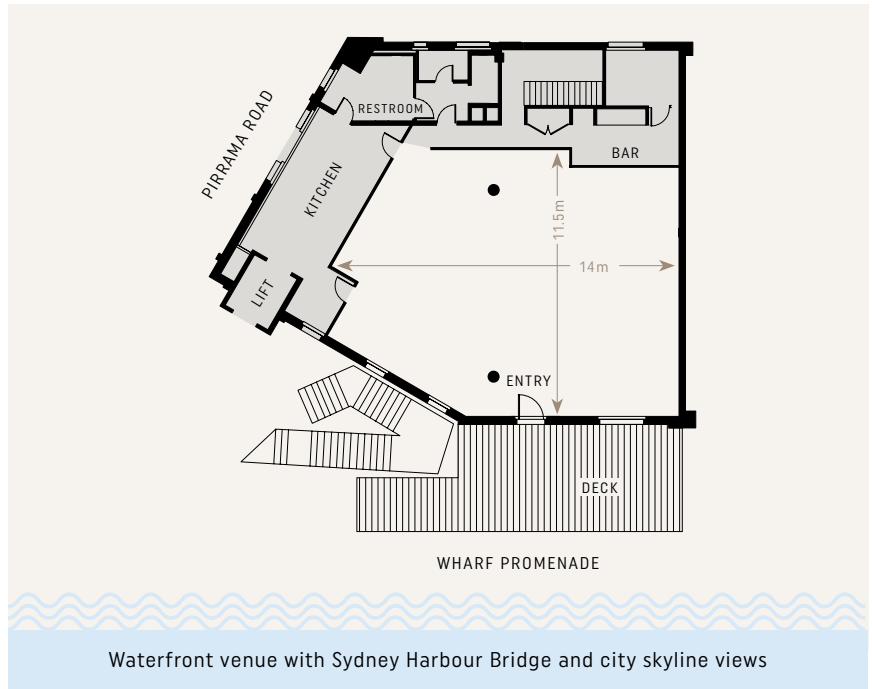 RESTROOM
PIRRAMA ROAD
BAR
KITCHEN
11.5m
14m
LIFT
ENTRY
DECK
WHARF PROMENADE
Waterfront venue with Sydney Harbour Bridge and city skyline views